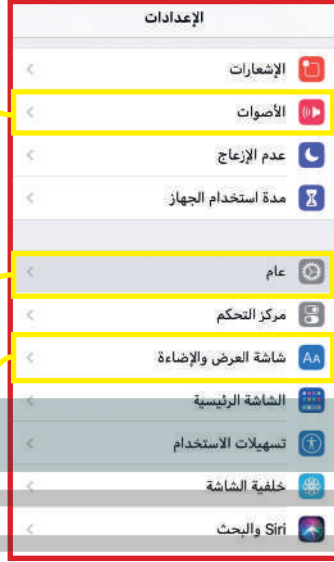 الإعدادات
الإشعارات
الأصوات
عدم الإزعاج
مدة استخدام الجهاز
عام
مركز التحكم
AA شاشة العرض والإضاءة
الشاشة الرئيسية
تسهيلات الاستخدام
خلفية الشاشة
Siri والبحث